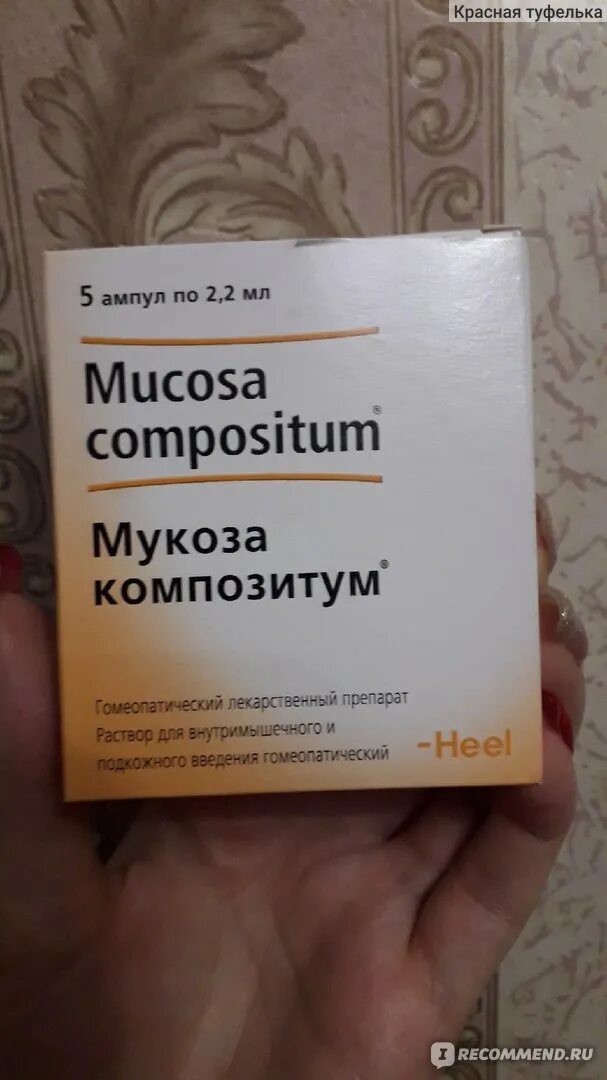 Красная туфелька
5 ампул по 2,2 мл
Mucosa
compositum®
Мукоза
композитум®
Гомеопатический лекарственный препарат
Раствор для внутримышечного и
подкожного введения гомеопатический
-Heel
IRECOMMEND.RU